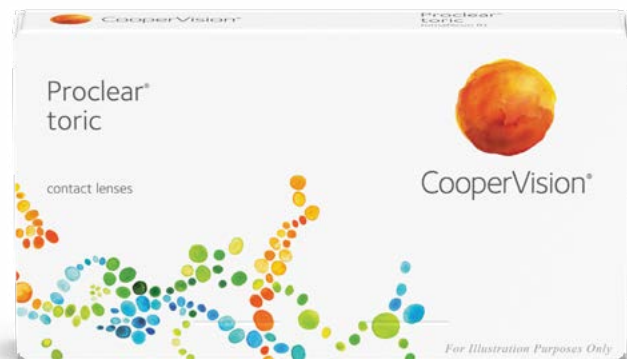 CooperVision®
Proclear®
toric
Proclear®
toric
contact lenses
CooperVision®
For Illustration Purposes Only